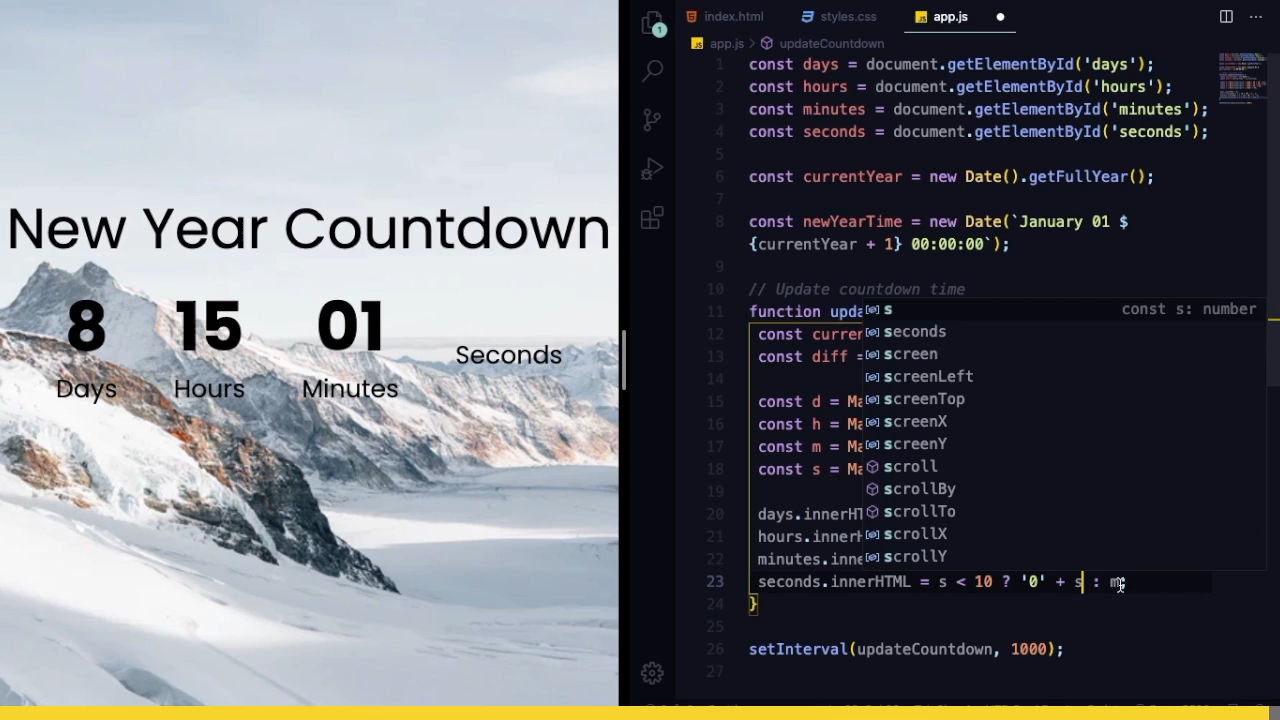 New Year Countdown
8 15 01
Seconds
Days Hours Minutes
1
index.html styles.css JS app.js
JS app.js > updateCountdown
1 const days = document.getElementById('days');
2 const hours = document.getElementById('hours');
3 const minutes = document.getElementById('minutes');
4 const seconds = document.getElementById('seconds');
5
6 const currentYear = new Date().getFullYear();
7
8 const newYearTime = new Date(`January 01 $
{currentYear + 1} 00:00:00`);
9
10 // Update countdown time
11 function upda
12 const curren
13 const diff =
14
15 const d = Ma
16 const h = Ma
17 const m = Ma
18 const s = Ma
19
20 days.innerHT
21 hours.innerH
22 minutes.inne
23 seconds.innerHTML = s < 10 ? '0' + s : m;
24 }
25
26 setInterval(updateCountdown, 1000);
27
s const s: number
seconds
screen
screenLeft
screenTop
screenX
screenY
scroll
scrollBy
scrollTo
scrollX
scrollY